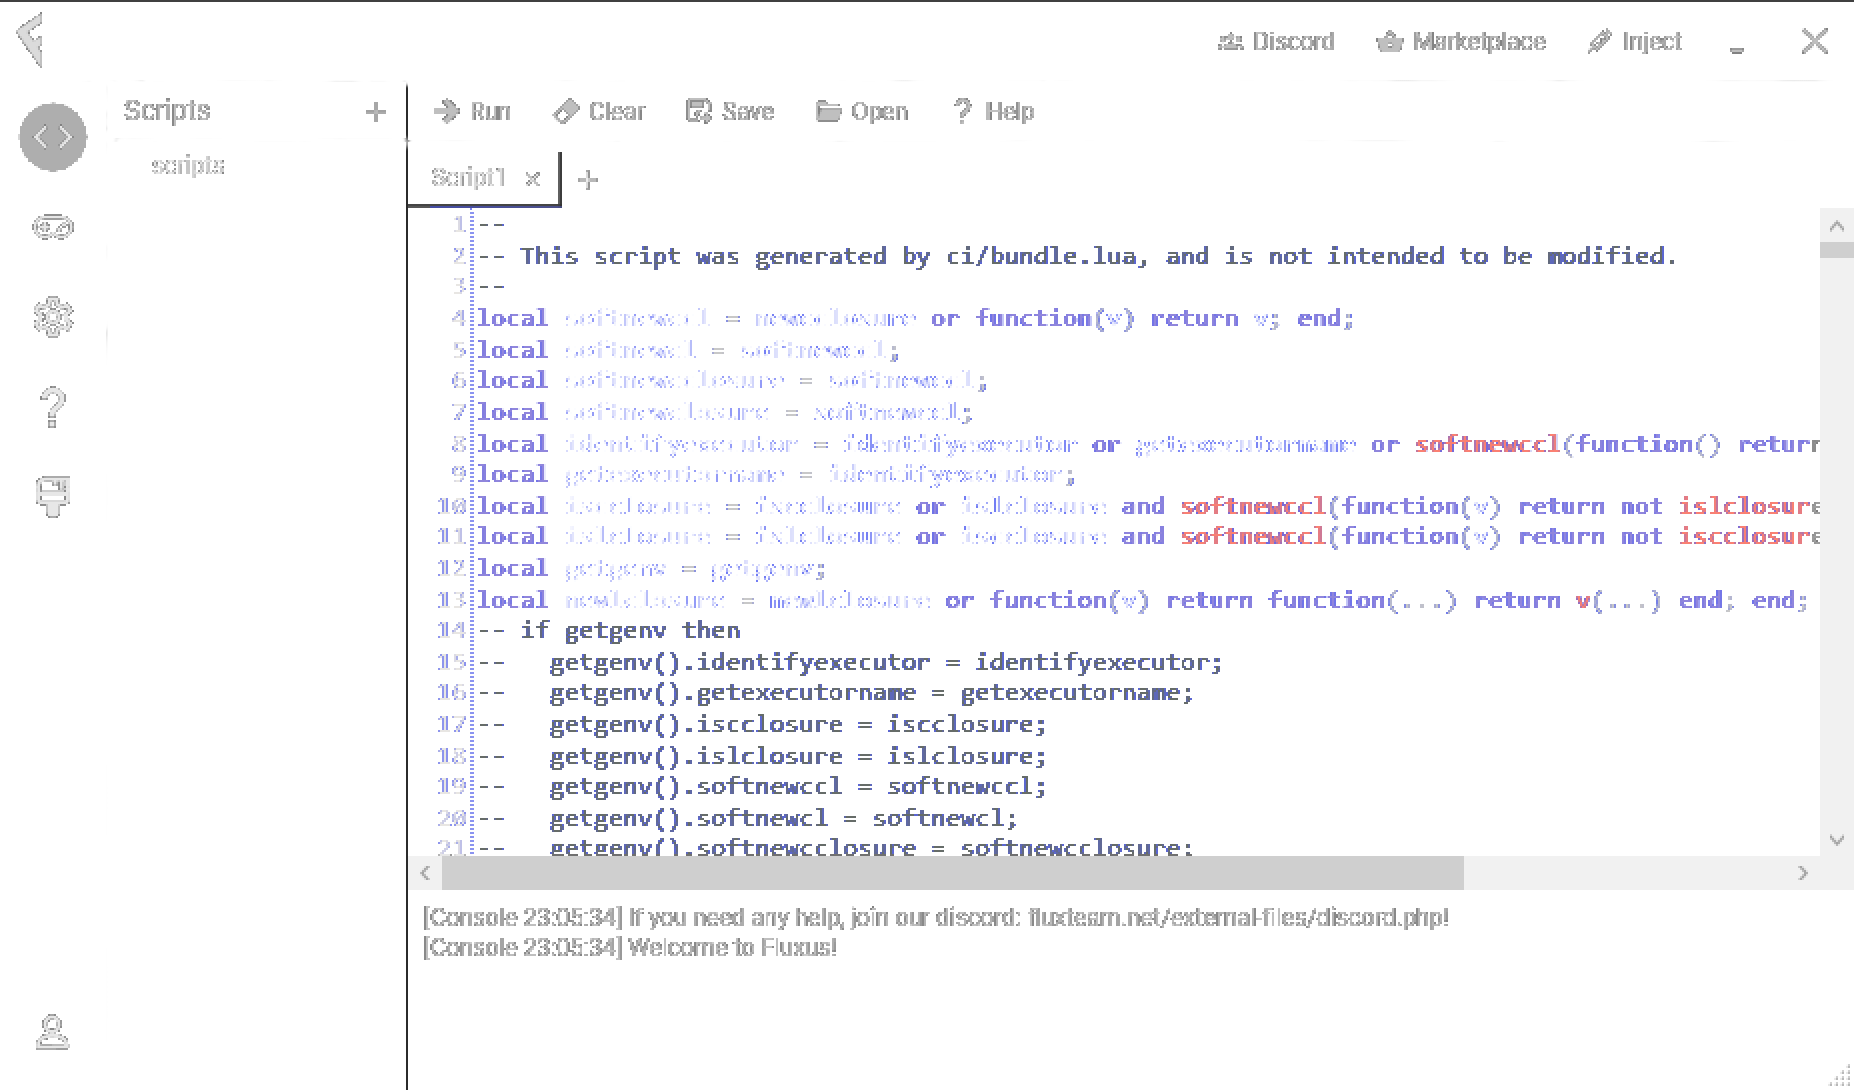 Discord Marketplace Inject
Scripts
Run Clear Save Open Help
scripts
Script1
1 --
2 -- This script was generated by ci/bundle.lua, and is not intended to be modified.
3 --
4 local softnewccl = newcclosure or function(v) return v; end;
5 local softnewcl = softnewccl;
6 local softnewcclosure = softnewccl;
7 local softnewclosure = softnewccl;
8 local identifyexecutor = identifyexecutor or getexecutorname or softnewccl(function() return
9 local getexecutorname = identifyexecutor;
10 local iscclosure = iscclosure or islclosure and softnewccl(function(v) return not islclosure
11 local islclosure = islclosure or iscclosure and softnewccl(function(v) return not iscclosure
12 local getgenv = getgenv;
13 local newlclosure = newlclosure or function(v) return function(...) return v(...) end; end;
14 -- if getgenv then
15 -- getgenv().identifyexecutor = identifyexecutor;
16 -- getgenv().getexecutorname = getexecutorname;
17 -- getgenv().iscclosure = iscclosure;
18 -- getgenv().islclosure = islclosure;
19 -- getgenv().softnewccl = softnewccl;
20 -- getgenv().softnewcl = softnewcl;
21 -- getgenv().softnewcclosure = softnewcclosure;
[Console 23:05:34] If you need any help, join our discord: fluxteam.net/external-files/discord.php!
[Console 23:05:34] Welcome to Fluxus!